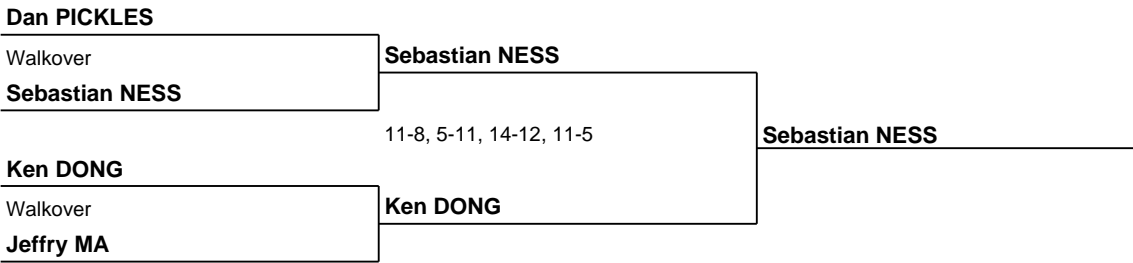 Dan PICKLES
Walkover
Sebastian NESS
Sebastian NESS
11-8, 5-11, 14-12, 11-5
Sebastian NESS
Ken DONG
Walkover
Ken DONG
Jeffry MA